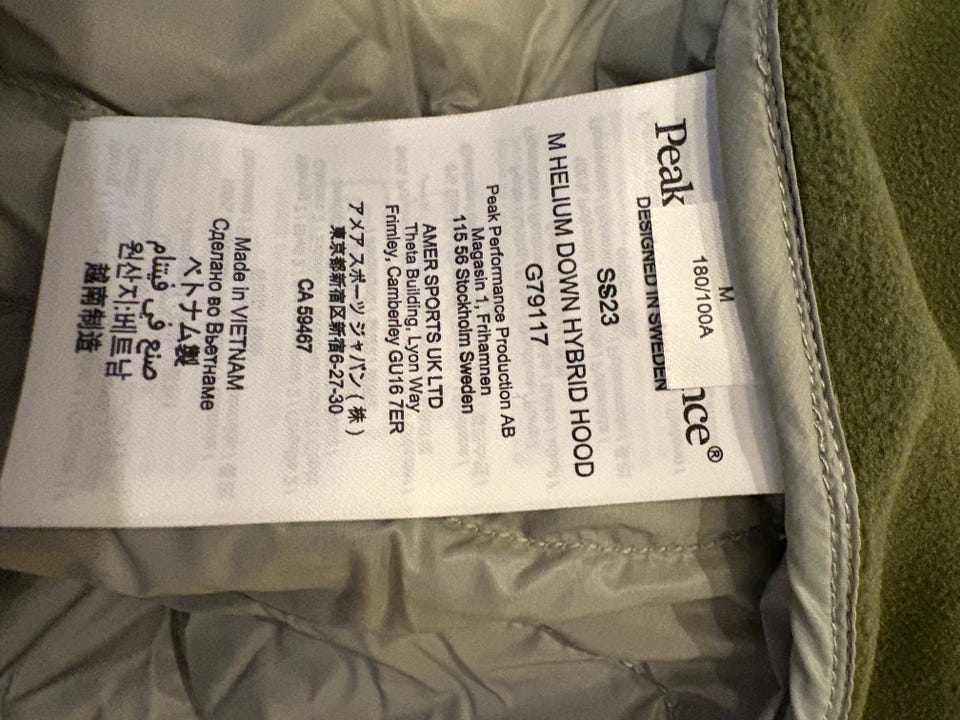 M
180/100A
Peak nce®
DESIGNED IN SWEDEN
SS23
M HELIUM DOWN HYBRID HOOD
G79117
Peak Performance Production AB
Magasin 1, Frihamnen
115 56 Stockholm Sweden
AMER SPORTS UK LTD
Theta Building, Lyon Way
Frimley, Camberley GU16 7ER
アメア スポーツ ジャパン ( 株 )
東京都新宿区新宿6-27-30
CA 59467
Made in VIETNAM
Сделано во Вьетнаме
ベトナム製
صنع في فيتنام
원산지:베트남
越南制造